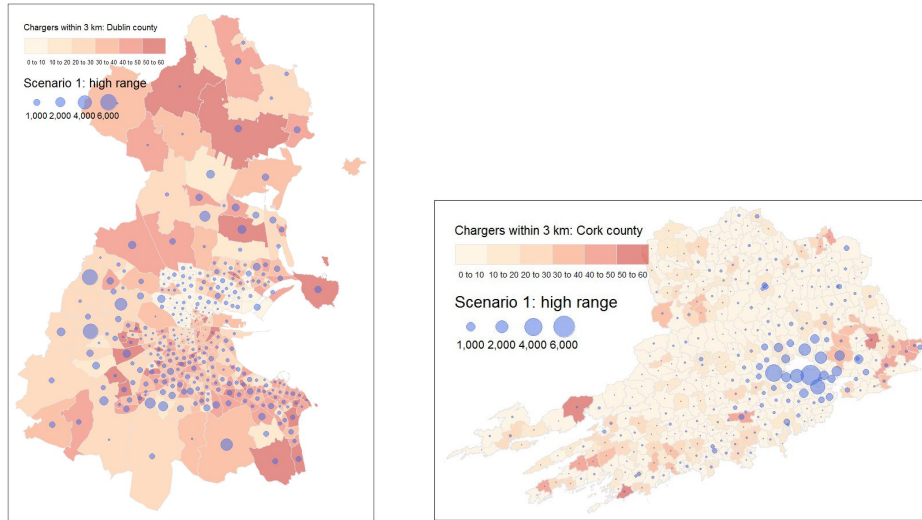 Chargers within 3 km: Dublin county
0 to 10 10 to 20 20 to 30 30 to 40 40 to 50 50 to 60
Scenario 1: high range
1,000 2,000 4,000 6,000
Chargers within 3 km: Cork county
0 to 10 10 to 20 20 to 30 30 to 40 40 to 50 50 to 60
Scenario 1: high range
1,000 2,000 4,000 6,000